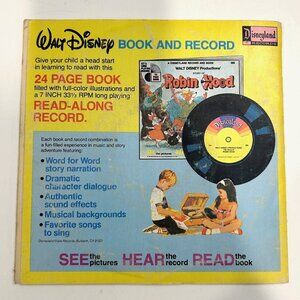 WALT DISNEY BOOK AND RECORD
Disneyland
Give your child a head start
in learning to read with this
24 PAGE BOOK
filled with full-color illustrations and
a 7 INCH 33⅓ RPM long playing
READ-ALONG
RECORD.
WALT DISNEY Productions'
Robin Hood
Each book and record combination is
a fun-filled experience in music and story
adventure featuring:
• Word for Word
story narration
• Dramatic
character dialogue
• Authentic
sound effects
• Musical backgrounds
• Favorite songs
to sing
SEE the pictures HEAR the record READ the book